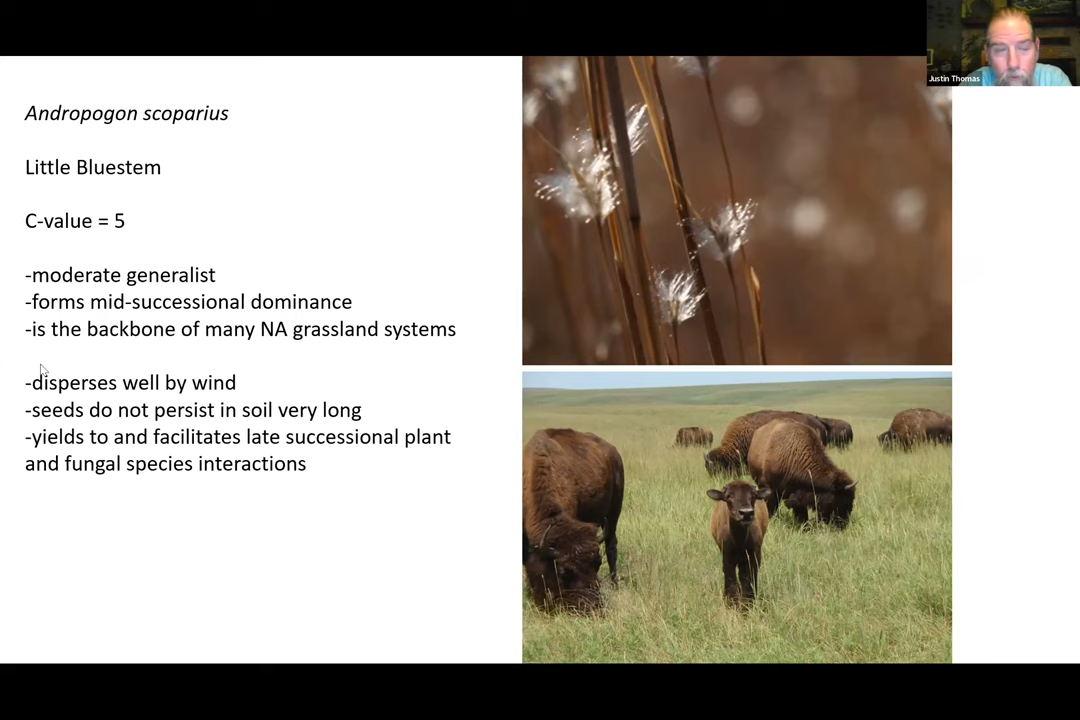 Justin Thomas
Andropogon scoparius
Little Bluestem
C-value = 5
-moderate generalist
-forms mid-successional dominance
-is the backbone of many NA grassland systems
-disperses well by wind
-seeds do not persist in soil very long
-yields to and facilitates late successional plant
and fungal species interactions